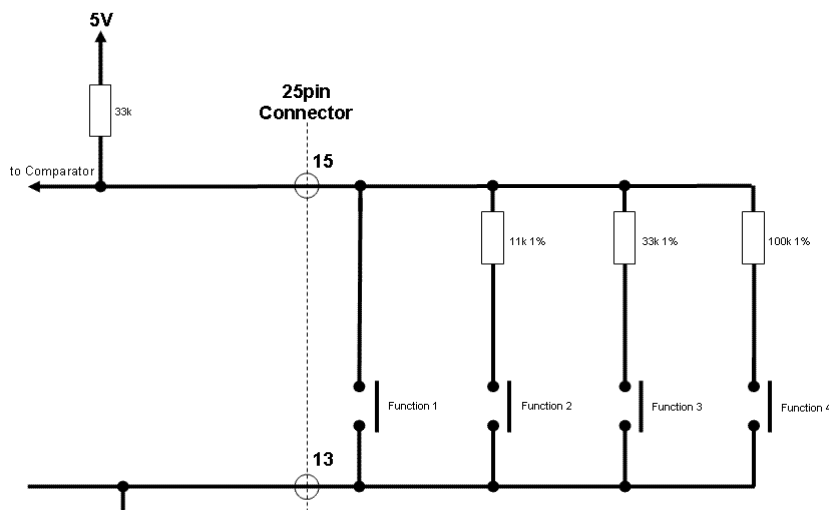 5V
33k
25pin
Connector
to Comparator
15
11k 1%
33k 1%
100k 1%
Function 1
Function 2
Function 3
Function 4
13